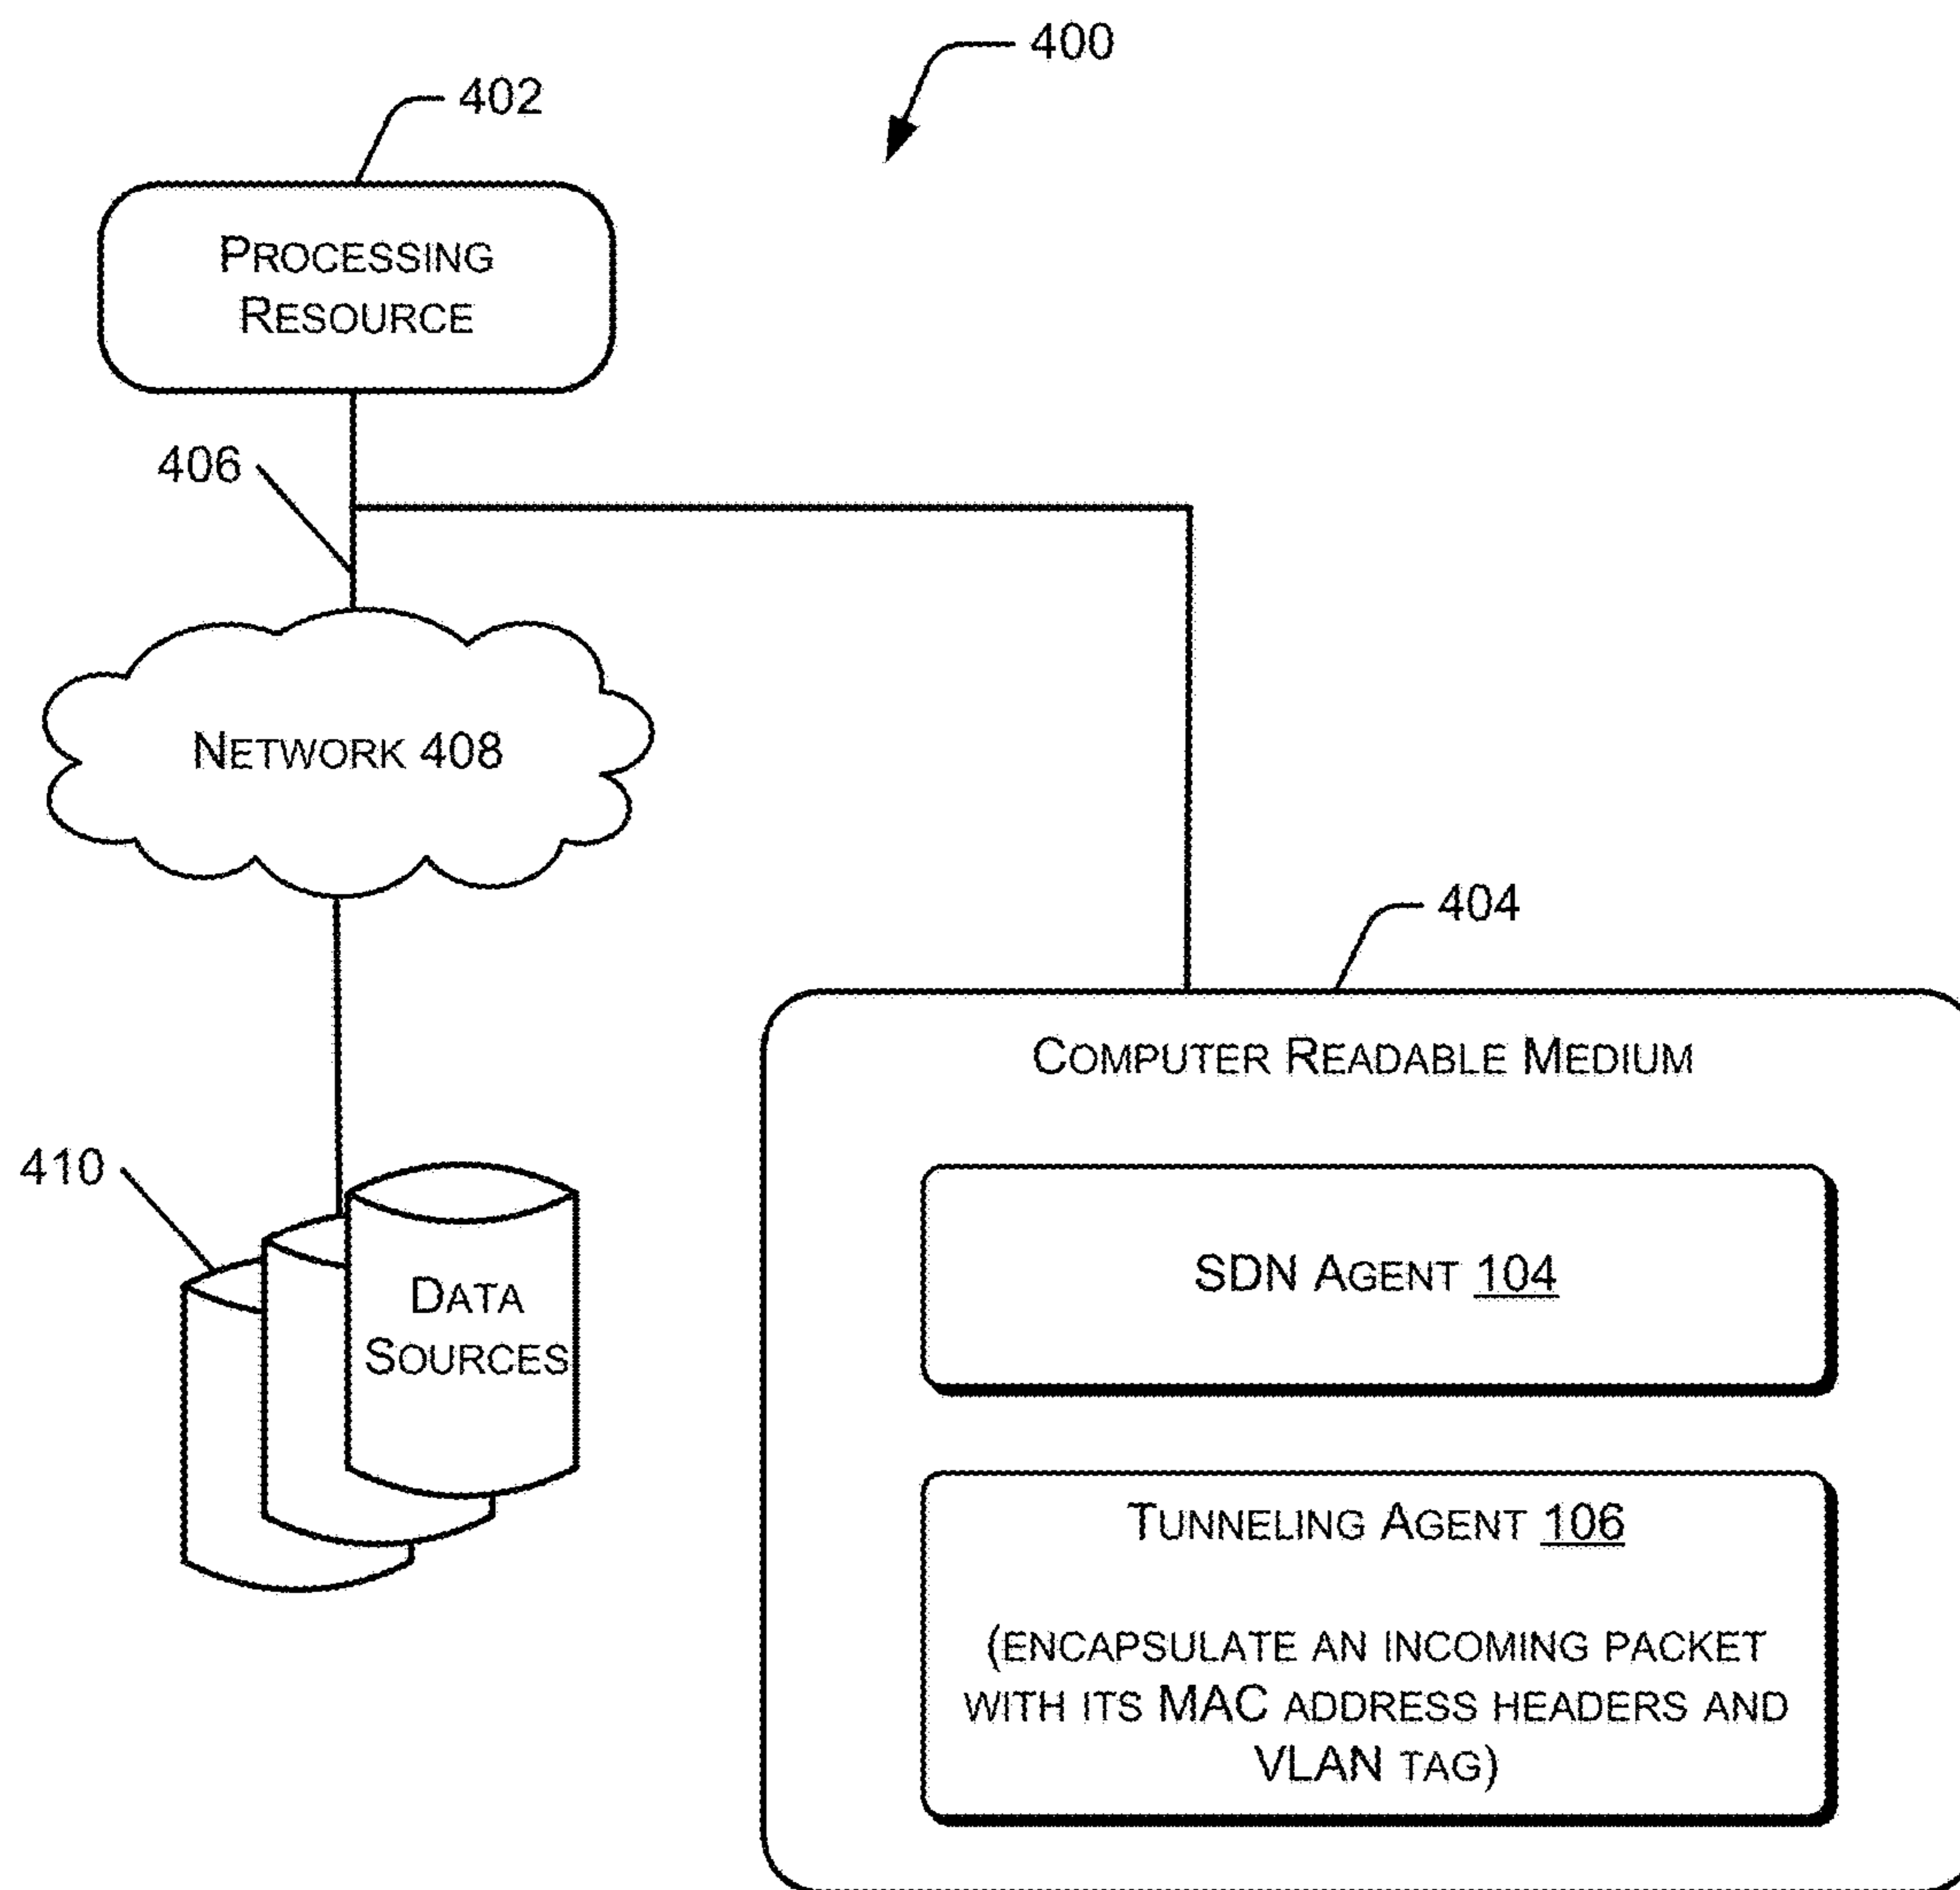 400
402
PROCESSING
RESOURCE
406
NETWORK 408
404
COMPUTER READABLE MEDIUM
410
DATA
SOURCES
SDN AGENT 104
TUNNELING AGENT 106
(ENCAPSULATE AN INCOMING PACKET
WITH ITS MAC ADDRESS HEADERS AND
VLAN TAG)